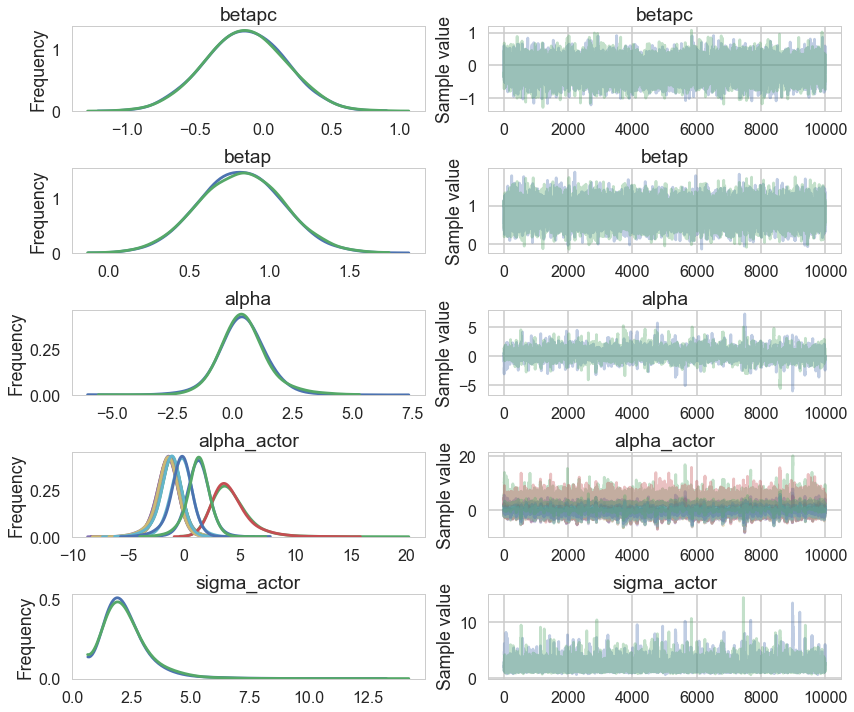 betapc
betapc
Frequency
1
0
−1.0 −0.5 0.0 0.5 1.0
Sample value
1
0
−1
0 2000 4000 6000 8000 10000
betap
betap
Frequency
1
0
0.0 0.5 1.0 1.5
Sample value
1
0
0 2000 4000 6000 8000 10000
alpha
alpha
Frequency
0.25
0.00
−5.0 −2.5 0.0 2.5 5.0 7.5
Sample value
5
0
−5
0 2000 4000 6000 8000 10000
alpha_actor
alpha_actor
Frequency
0.25
0.00
−10 −5 0 5 10 15 20
Sample value
20
0
0 2000 4000 6000 8000 10000
sigma_actor
sigma_actor
Frequency
0.5
0.0
0.0 2.5 5.0 7.5 10.0 12.5
Sample value
10
0
0 2000 4000 6000 8000 10000